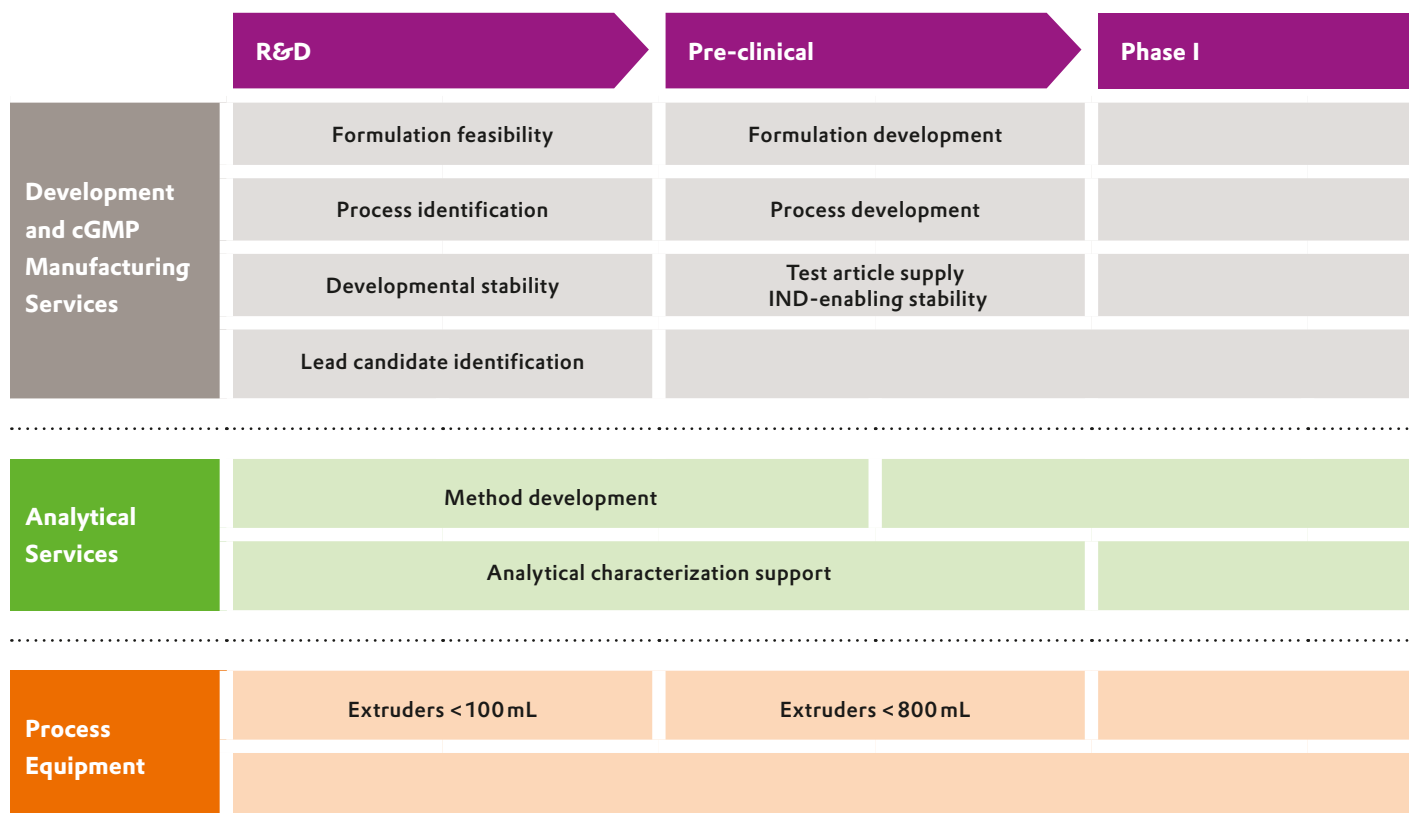 R&D
Pre-clinical
Phase I
Development
and cGMP
Manufacturing
Services
Formulation feasibility
Formulation development
Process identification
Process development
Developmental stability
Test article supply
IND-enabling stability
Lead candidate identification
Analytical
Services
Method development
Analytical characterization support
Process
Equipment
Extruders <100 mL
Extruders <800 mL